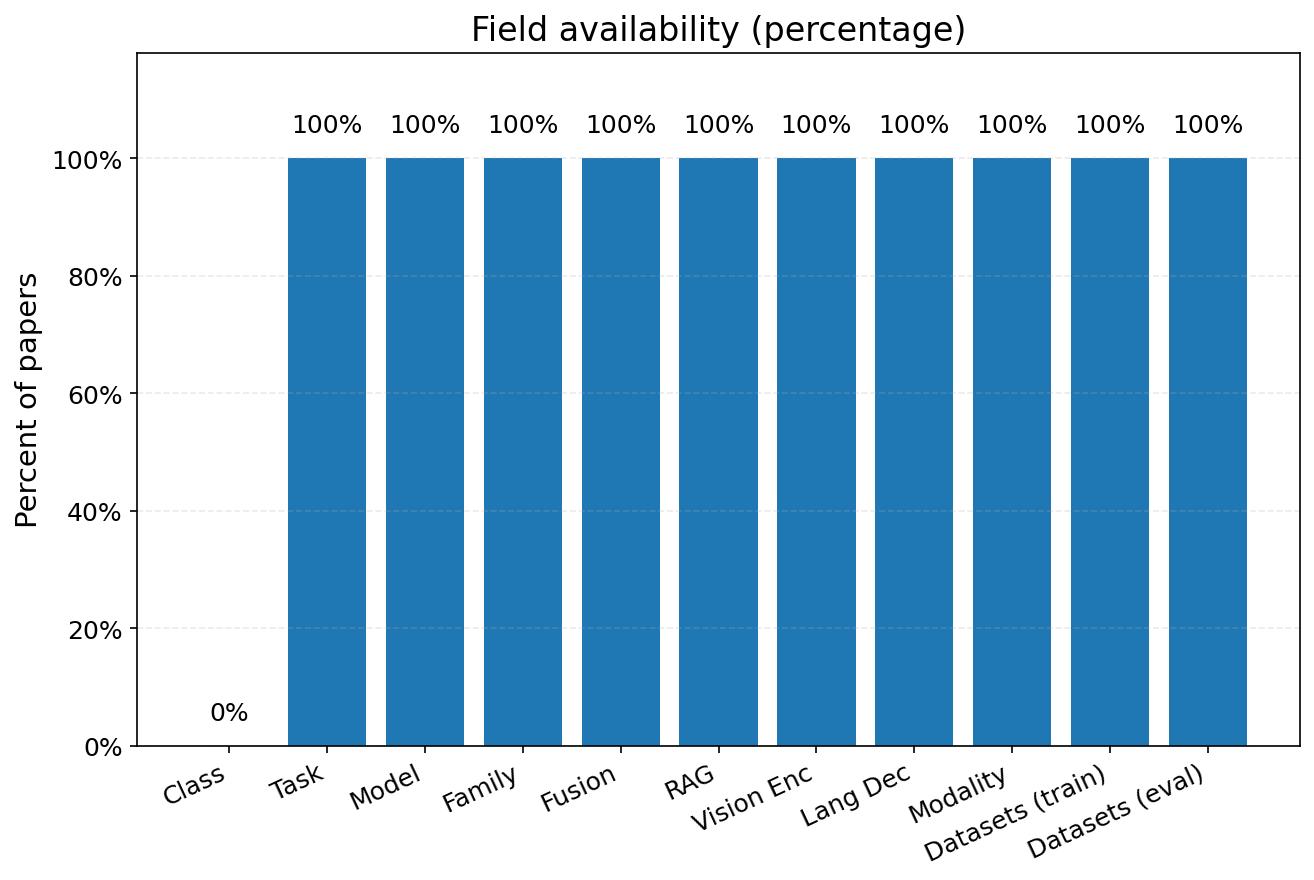 Field availability (percentage)
100% 100% 100% 100% 100% 100% 100% 100% 100% 100%
100%
80%
60%
40%
20%
0%
0%
Percent of papers
Class
Task
Model
Family
Fusion
RAG
Vision Enc
Lang Dec
Modality
Datasets (train)
Datasets (eval)